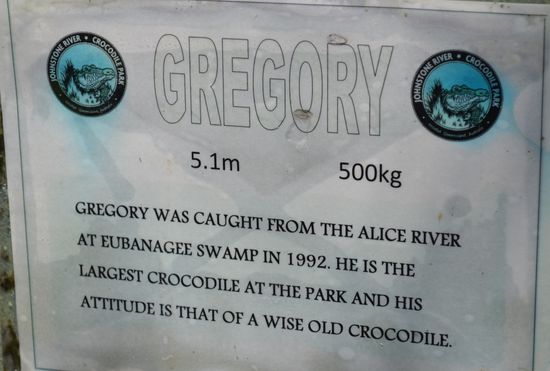 JOHNSTONE RIVER • CROCODILE PARK
GREGORY
JOHNSTONE RIVER • CROCODILE PARK
5.1m 500kg
GREGORY WAS CAUGHT FROM THE ALICE RIVER
AT EUBANAGEE SWAMP IN 1992. HE IS THE
LARGEST CROCODILE AT THE PARK AND HIS
ATTITUDE IS THAT OF A WISE OLD CROCODILE.